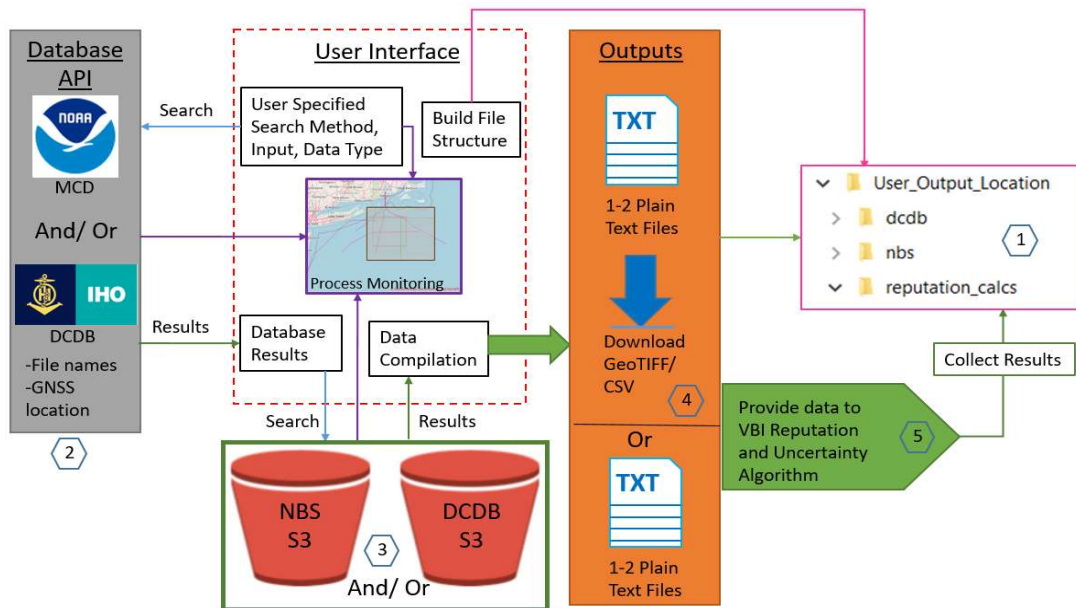 Database
API
NOAA
MCD
And/ Or
IHO
DCDB
-File names
-GNSS
location
2
Search
Results
User Interface
User Specified
Search Method,
Input, Data Type
Build File
Structure
Process Monitoring
Database
Results
Data
Compilation
Search
Results
NBS
S3
DCDB
S3
3
And/ Or
Outputs
TXT
1-2 Plain
Text Files
Download
GeoTIFF/
CSV
4
Or
TXT
1-2 Plain
Text Files
User_Output_Location
dcdb
nbs
reputation_calcs
1
Collect Results
Provide data to
VBI Reputation
and Uncertainty
Algorithm
5